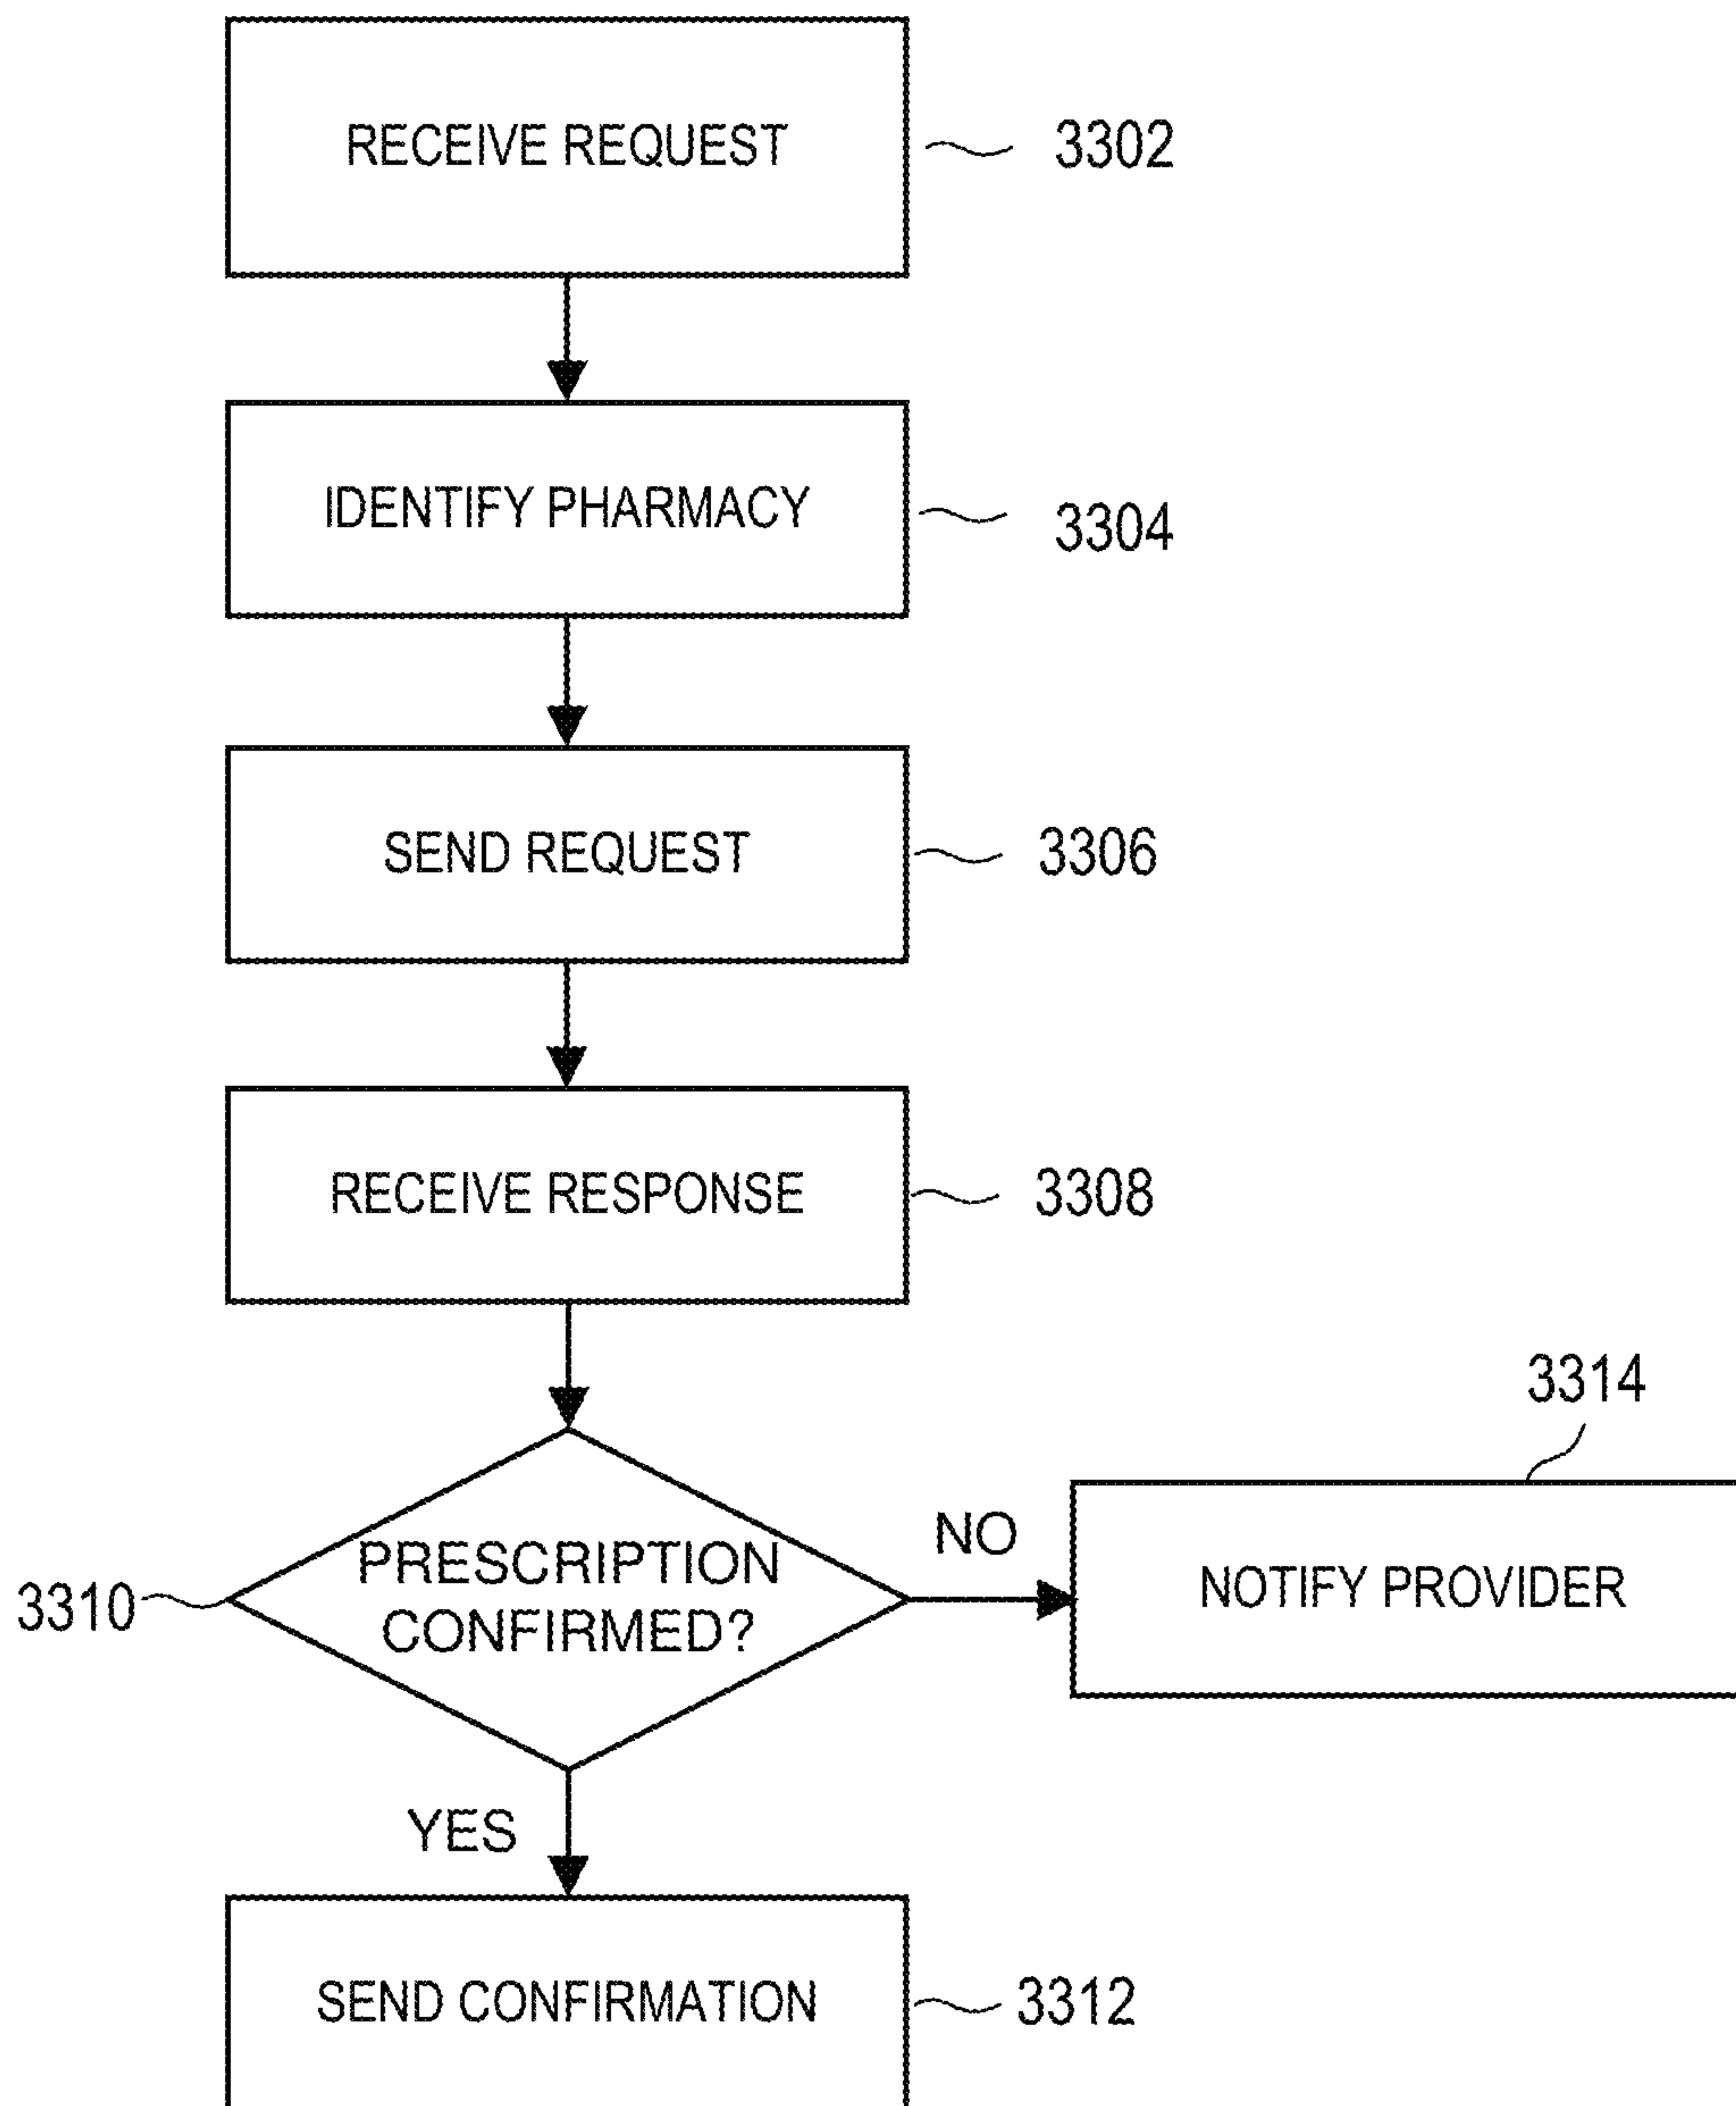 RECEIVE REQUEST
3302
IDENTIFY PHARMACY
3304
SEND REQUEST
3306
RECEIVE RESPONSE
3308
3314
3310
PRESCRIPTION
CONFIRMED?
NO
NOTIFY PROVIDER
YES
SEND CONFIRMATION
3312